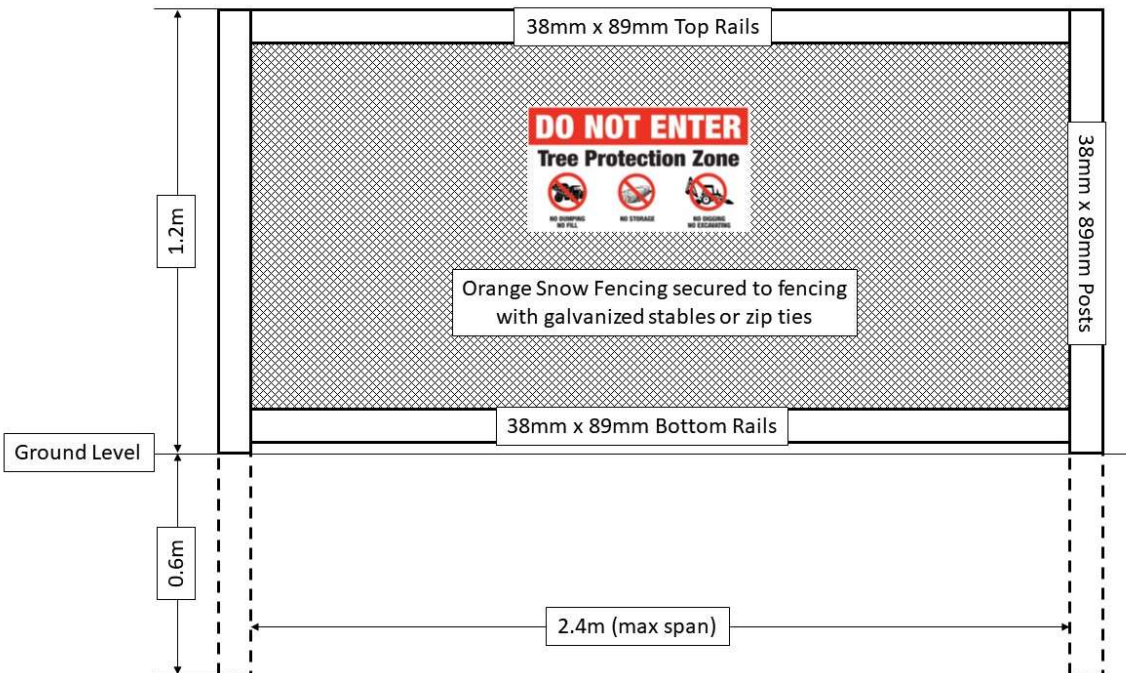 38mm x 89mm Top Rails
DO NOT ENTER
Tree Protection Zone
NO DUMPING
NO FILL
NO STORAGE
NO DIGGING
NO EXCAVATING
1.2m
38mm x 89mm Posts
Orange Snow Fencing secured to fencing
with galvanized stables or zip ties
38mm x 89mm Bottom Rails
Ground Level
0.6m
2.4m (max span)